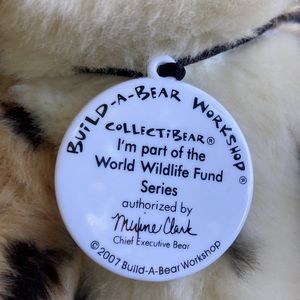 BUILD-A-BEAR WORKSHOP®
COLLECTIBEAR®
I'm part of the
World Wildlife Fund
Series
authorized by
Maxine Clark
Chief Executive Bear
© 2007 Build-A-Bear Workshop